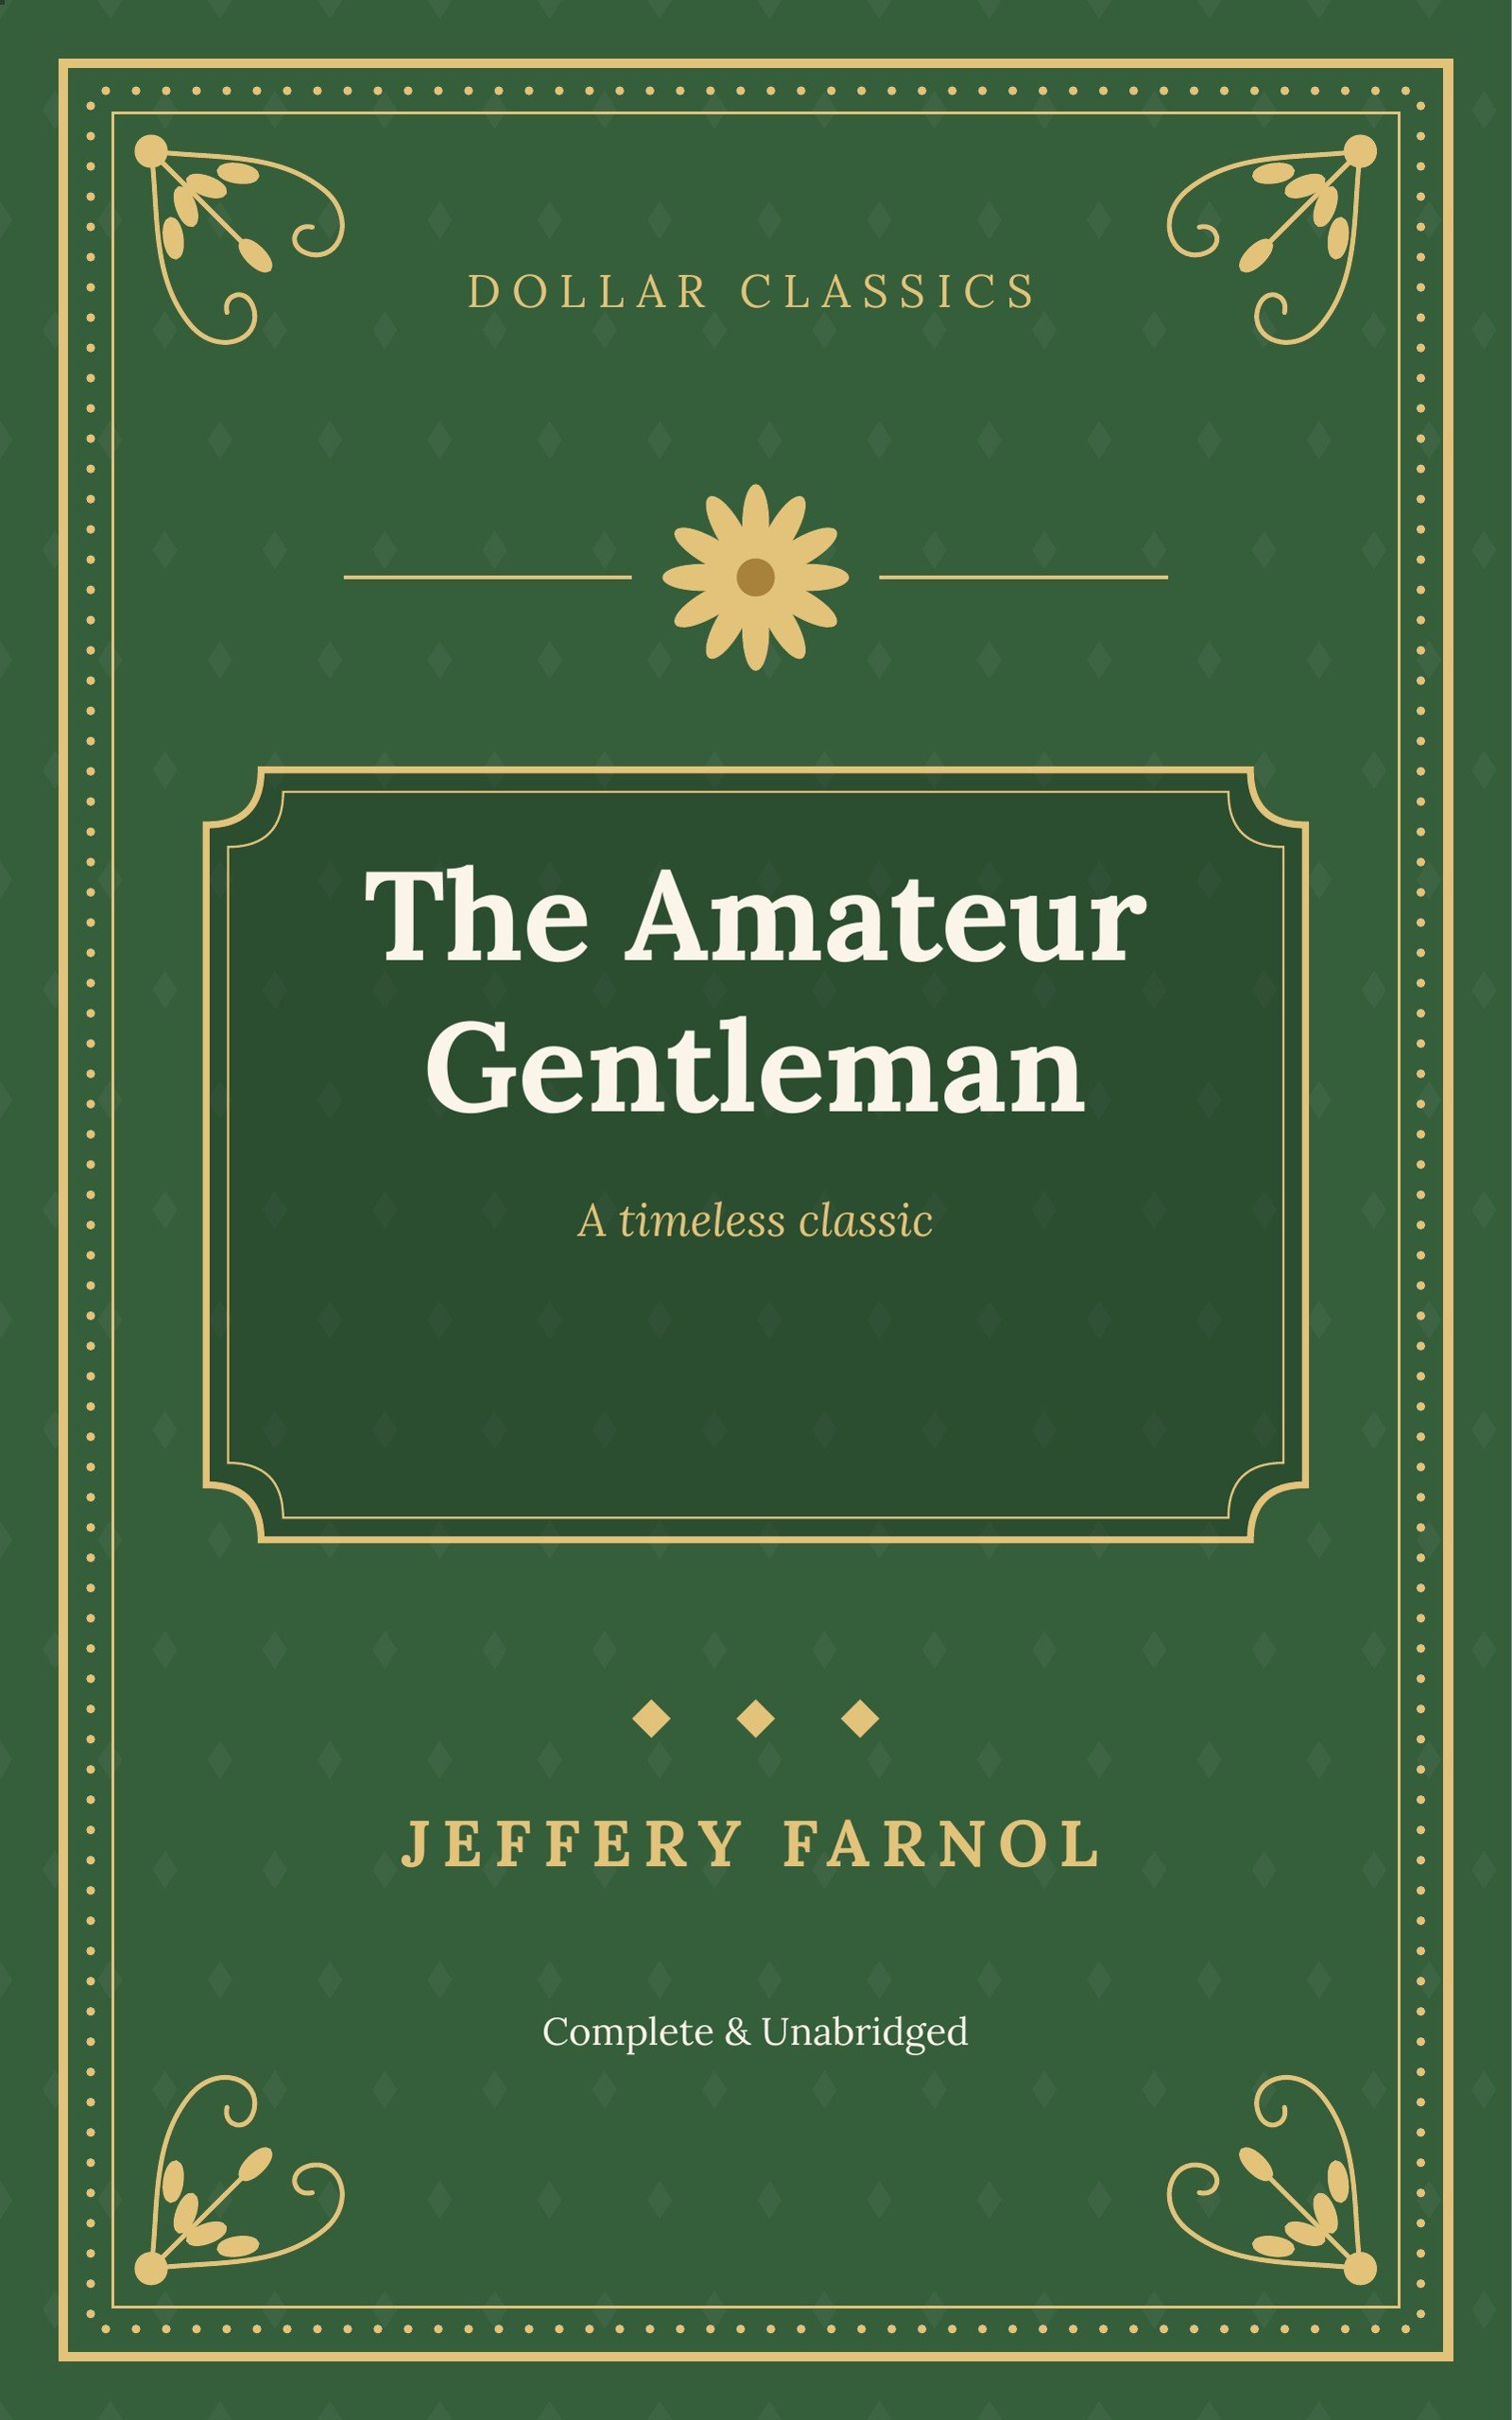 DOLLAR CLASSICS
The Amateur
Gentleman
A timeless classic
JEFFERY FARNOL
Complete & Unabridged